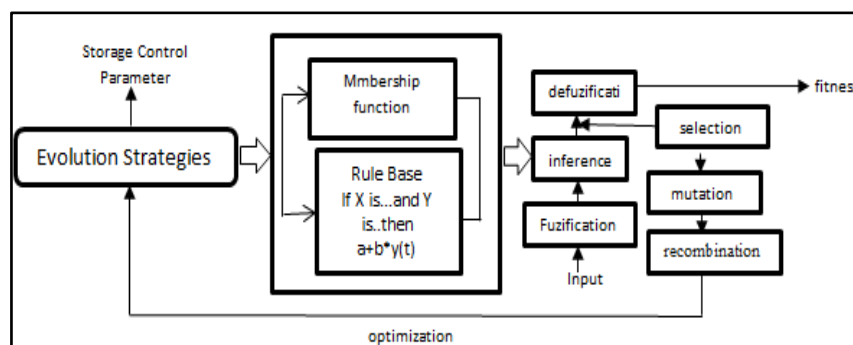 Storage Control
Parameter
Evolution Strategies
Mmbership
function
Rule Base
If X is...and Y
is..then
a+b*y(t)
defuzificati
inference
Fuzification
Input
fitnes
selection
mutation
recombination
optimization